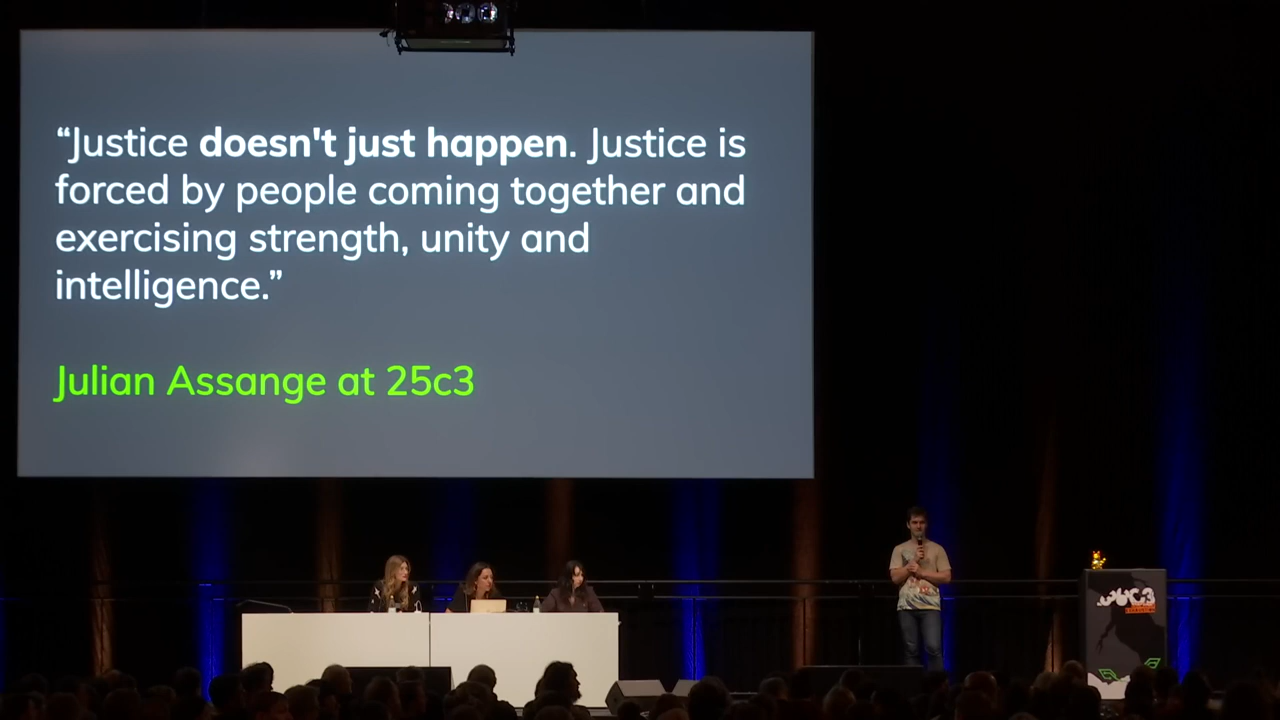 “Justice doesn't just happen. Justice is
forced by people coming together and
exercising strength, unity and
intelligence.”
Julian Assange at 25c3